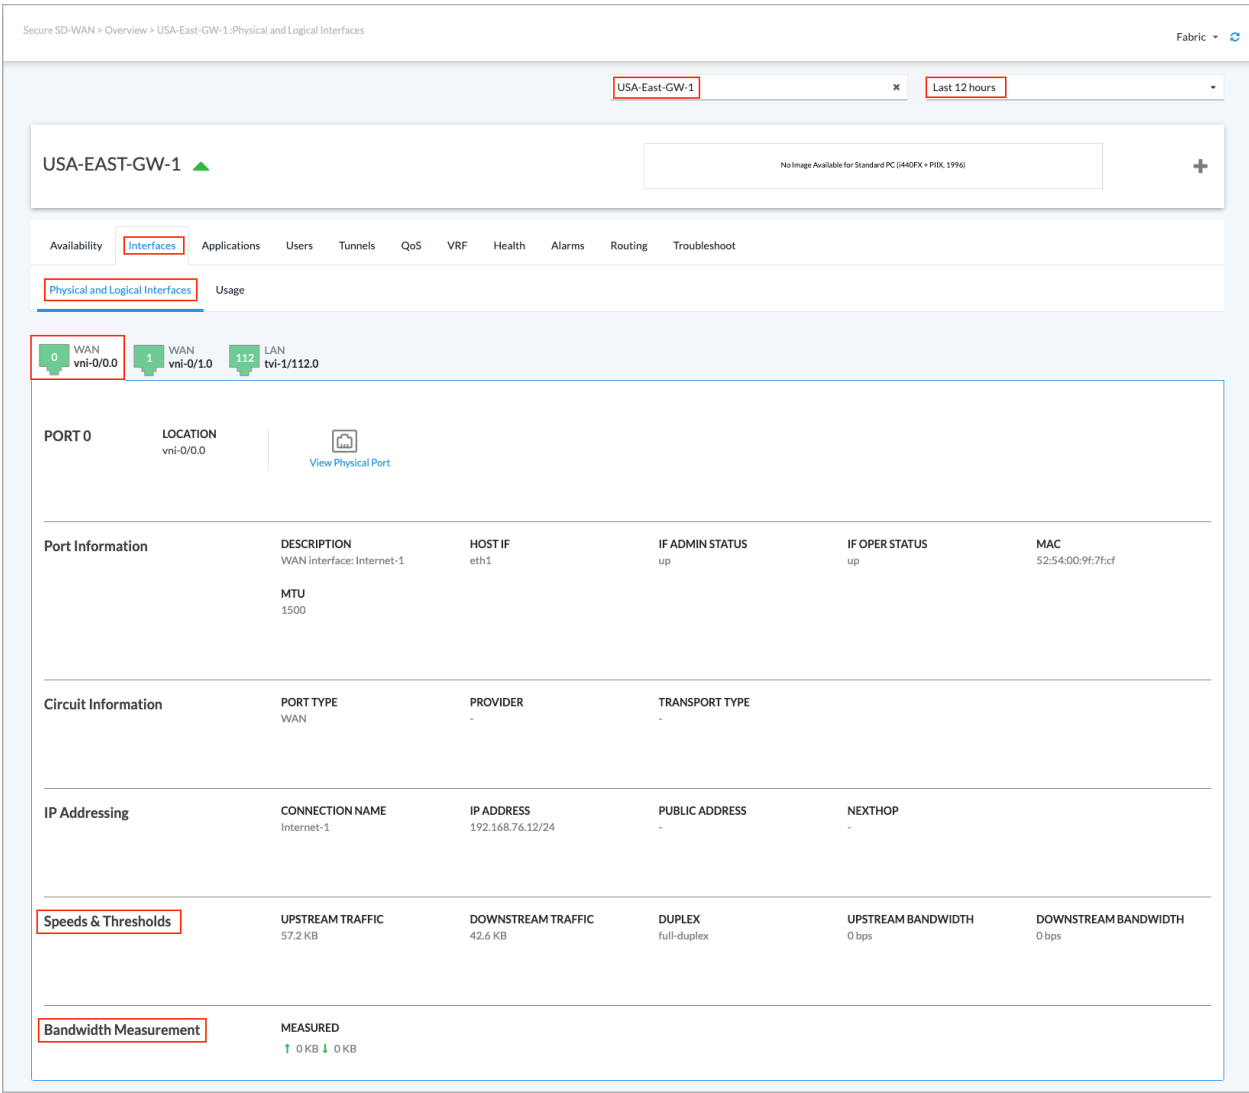 Secure SD-WAN > Overview > USA-East-GW-1 :Physical and Logical Interfaces
Fabric
USA-East-GW-1
Last 12 hours
USA-EAST-GW-1
No Image Available for Standard PC (i440FX + PIIX, 1996)
Availability Interfaces Applications Users Tunnels QoS VRF Health Alarms Routing Troubleshoot
Physical and Logical Interfaces Usage
0 WAN vni-0/0.0
1 WAN vni-0/1.0
112 LAN tvi-1/112.0
PORT 0
LOCATION
vni-0/0.0
View Physical Port
Port Information
DESCRIPTION HOST IF IF ADMIN STATUS IF OPER STATUS MAC
WAN interface: Internet-1 eth1 up up 52:54:00:9f:7f:cf
MTU
1500
Circuit Information
PORT TYPE PROVIDER TRANSPORT TYPE
WAN - -
IP Addressing
CONNECTION NAME IP ADDRESS PUBLIC ADDRESS NEXTHOP
Internet-1 192.168.76.12/24 - -
Speeds & Thresholds
UPSTREAM TRAFFIC DOWNSTREAM TRAFFIC DUPLEX UPSTREAM BANDWIDTH DOWNSTREAM BANDWIDTH
57.2 KB 42.6 KB full-duplex 0 bps 0 bps
Bandwidth Measurement
MEASURED
↑ 0 KB ↓ 0 KB